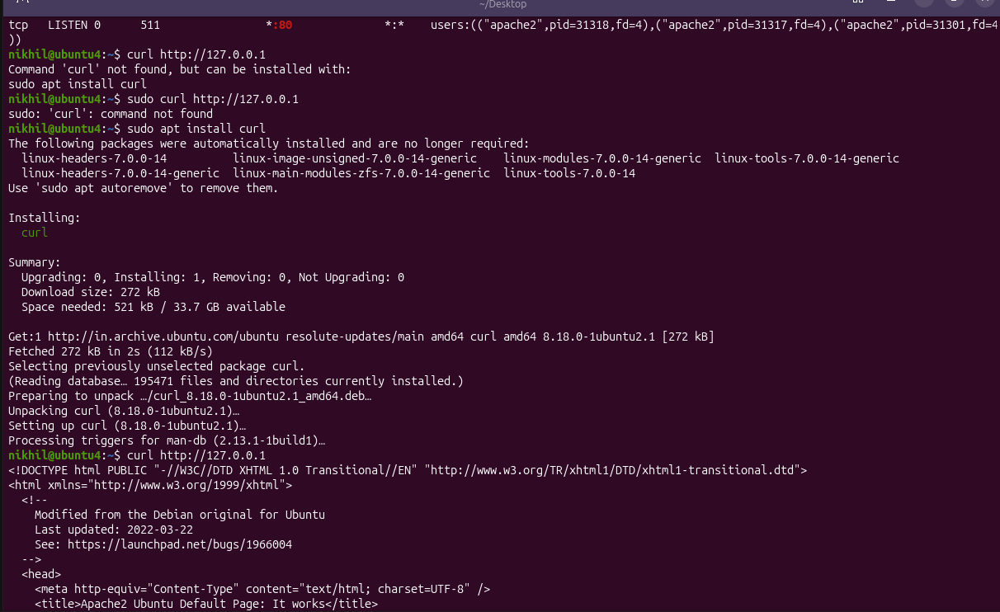 ~/Desktop
tcp   LISTEN 0      511                *:80              *:*    users:(("apache2",pid=31318,fd=4),("apache2",pid=31317,fd=4),("apache2",pid=31301,fd=4
))
nikhil@ubuntu4:~$ curl http://127.0.0.1
Command 'curl' not found, but can be installed with:
sudo apt install curl
nikhil@ubuntu4:~$ sudo curl http://127.0.0.1
sudo: 'curl': command not found
nikhil@ubuntu4:~$ sudo apt install curl
The following packages were automatically installed and are no longer required:
  linux-headers-7.0.0-14          linux-image-unsigned-7.0.0-14-generic    linux-modules-7.0.0-14-generic  linux-tools-7.0.0-14-generic
  linux-headers-7.0.0-14-generic  linux-main-modules-zfs-7.0.0-14-generic  linux-tools-7.0.0-14
Use 'sudo apt autoremove' to remove them.

Installing:
  curl

Summary:
  Upgrading: 0, Installing: 1, Removing: 0, Not Upgrading: 0
  Download size: 272 kB
  Space needed: 521 kB / 33.7 GB available

Get:1 http://in.archive.ubuntu.com/ubuntu resolute-updates/main amd64 curl amd64 8.18.0-1ubuntu2.1 [272 kB]
Fetched 272 kB in 2s (112 kB/s)
Selecting previously unselected package curl.
(Reading database… 195471 files and directories currently installed.)
Preparing to unpack …/curl_8.18.0-1ubuntu2.1_amd64.deb…
Unpacking curl (8.18.0-1ubuntu2.1)…
Setting up curl (8.18.0-1ubuntu2.1)…
Processing triggers for man-db (2.13.1-1build1)…
nikhil@ubuntu4:~$ curl http://127.0.0.1
<!DOCTYPE html PUBLIC "-//W3C//DTD XHTML 1.0 Transitional//EN" "http://www.w3.org/TR/xhtml1/DTD/xhtml1-transitional.dtd">
<html xmlns="http://www.w3.org/1999/xhtml">
  <!--
    Modified from the Debian original for Ubuntu
    Last updated: 2022-03-22
    See: https://launchpad.net/bugs/1966004
  -->
  <head>
    <meta http-equiv="Content-Type" content="text/html; charset=UTF-8" />
    <title>Apache2 Ubuntu Default Page: It works</title>